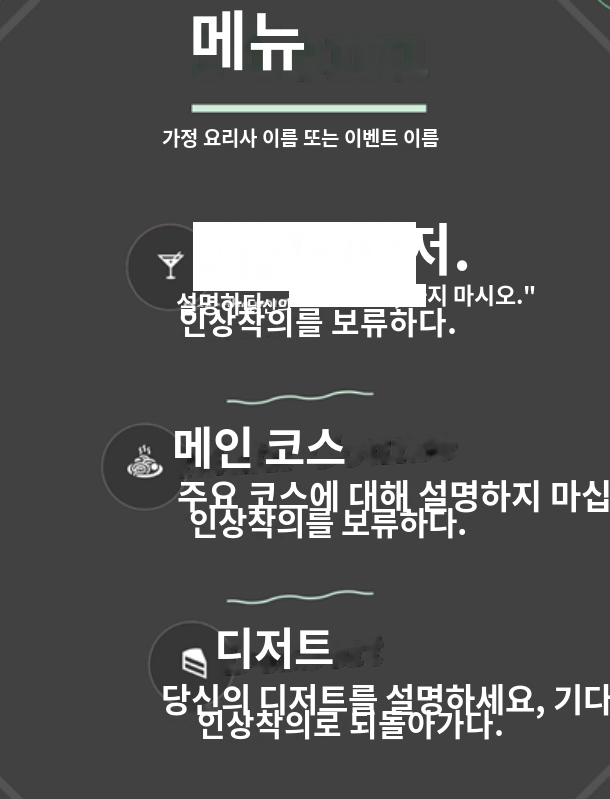 메뉴
가정 요리사 이름 또는 이벤트 이름
저.
설명하다. 지 마시오."
인상착의를 보류하다.
메인 코스
주요 코스에 대해 설명하지 마십
인상착의를 보류하다.
디저트
당신의 디저트를 설명하세요, 기다
인상착의로 되돌아가다.